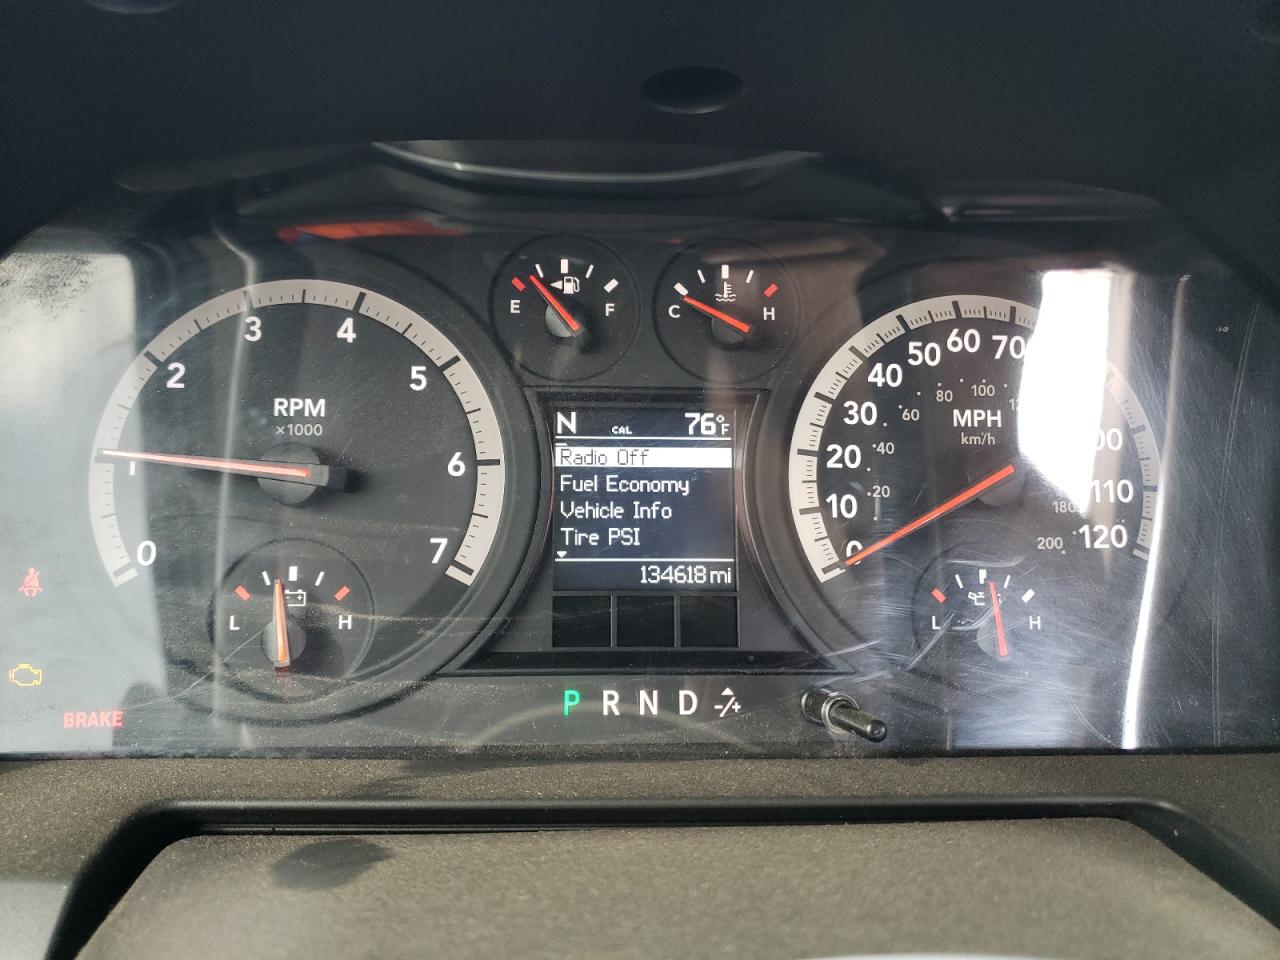 RPM
x1000
0
1
2
3
4
5
6
7
L
H
E
F
C
H
N CAL 76°F
Radio Off
Fuel Economy
Vehicle Info
Tire PSI
134618 mi
P R N D -/+
MPH
km/h
0
10
20
30
40
50
60
70
110
120
20
40
60
80
100
180
200
L
H
BRAKE